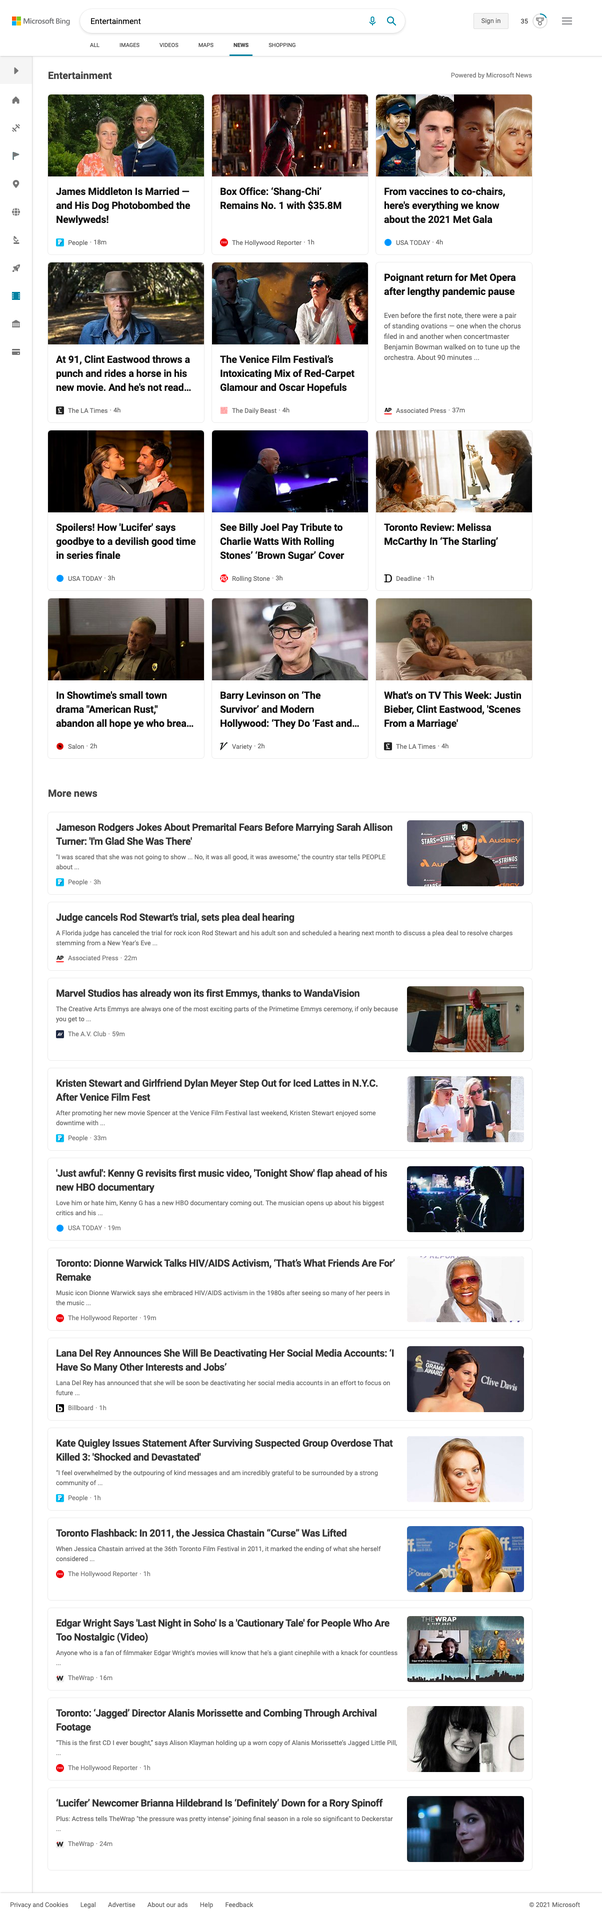 Microsoft Bing
Entertainment
Sign in
35
ALL
IMAGES
VIDEOS
MAPS
NEWS
SHOPPING
Entertainment
Powered by Microsoft News
James Middleton Is Married —
and His Dog Photobombed the
Newlyweds!
People · 18m
Box Office: ‘Shang-Chi’
Remains No. 1 with $35.8M
The Hollywood Reporter · 1h
From vaccines to co-chairs,
here's everything we know
about the 2021 Met Gala
USA TODAY · 4h
At 91, Clint Eastwood throws a
punch and rides a horse in his
new movie. And he's not read...
The LA Times · 4h
The Venice Film Festival’s
Intoxicating Mix of Red-Carpet
Glamour and Oscar Hopefuls
The Daily Beast · 4h
Poignant return for Met Opera
after lengthy pandemic pause
Even before the first note, there were a pair
of standing ovations — one when the chorus
filed in and another when concertmaster
Benjamin Bowman walked on to tune up the
orchestra. About 90 minutes ...
AP Associated Press · 37m
Spoilers! How 'Lucifer' says
goodbye to a devilish good time
in series finale
USA TODAY · 3h
See Billy Joel Pay Tribute to
Charlie Watts With Rolling
Stones’ ‘Brown Sugar’ Cover
Rolling Stone · 3h
Toronto Review: Melissa
McCarthy In ‘The Starling’
Deadline · 1h
In Showtime's small town
drama "American Rust,"
abandon all hope ye who brea...
Salon · 2h
Barry Levinson on ‘The
Survivor’ and Modern
Hollywood: ‘They Do ‘Fast and...
Variety · 2h
What's on TV This Week: Justin
Bieber, Clint Eastwood, 'Scenes
From a Marriage'
The LA Times · 4h
More news
Jameson Rodgers Jokes About Premarital Fears Before Marrying Sarah Allison
Turner: 'I'm Glad She Was There'
"I was scared that she was not going to show ... No, it was all good, it was awesome," the country star tells PEOPLE
about ...
People · 3h
STARS STRINGS
Audacy
Judge cancels Rod Stewart's trial, sets plea deal hearing
A Florida judge has canceled the trial for rock icon Rod Stewart and his adult son and scheduled a hearing next month to discuss a plea deal to resolve charges
stemming from a New Year's Eve ...
AP Associated Press · 22m
Marvel Studios has already won its first Emmys, thanks to WandaVision
The Creative Arts Emmys are always one of the most exciting parts of the Primetime Emmys ceremony, if only because
you get to ...
The A.V. Club · 59m
Kristen Stewart and Girlfriend Dylan Meyer Step Out for Iced Lattes in N.Y.C.
After Venice Film Fest
After promoting her new movie Spencer at the Venice Film Festival last weekend, Kristen Stewart enjoyed some
downtime with ...
People · 33m
'Just awful': Kenny G revisits first music video, 'Tonight Show' flap ahead of his
new HBO documentary
Love him or hate him, Kenny G has a new HBO documentary coming out. The musician opens up about his biggest
critics and his ...
USA TODAY · 19m
Toronto: Dionne Warwick Talks HIV/AIDS Activism, ‘That’s What Friends Are For’
Remake
Music icon Dionne Warwick says she embraced HIV/AIDS activism in the 1980s after seeing so many of her peers in
the music ...
The Hollywood Reporter · 19m
Lana Del Rey Announces She Will Be Deactivating Her Social Media Accounts: ‘I
Have So Many Other Interests and Jobs’
Lana Del Rey has announced that she will be soon be deactivating her social media accounts in an effort to focus on
future ...
Billboard · 1h
GRAMMY
AWARD
Clive Davis
Kate Quigley Issues Statement After Surviving Suspected Group Overdose That
Killed 3: 'Shocked and Devastated'
"I feel overwhelmed by the outpouring of kind messages and am incredibly grateful to be surrounded by a strong
community of ...
People · 1h
Toronto Flashback: In 2011, the Jessica Chastain “Curse” Was Lifted
When Jessica Chastain arrived at the 36th Toronto Film Festival in 2011, it marked the ending of what she herself
considered ...
The Hollywood Reporter · 1h
Edgar Wright Says 'Last Night in Soho' Is a 'Cautionary Tale' for People Who Are
Too Nostalgic (Video)
Anyone who is a fan of filmmaker Edgar Wright's movies will know that he's a giant cinephile with a knack for countless
...
TheWrap · 16m
THEWRAP
Toronto: ‘Jagged’ Director Alanis Morissette and Combing Through Archival
Footage
“This is the first CD I ever bought,” says Alison Klayman holding up a worn copy of Alanis Morissette’s Jagged Little Pill,
...
The Hollywood Reporter · 1h
‘Lucifer’ Newcomer Brianna Hildebrand Is ‘Definitely’ Down for a Rory Spinoff
Plus: Actress tells TheWrap “the pressure was pretty intense” joining final season in a role so significant to Deckerstar
...
TheWrap · 24m
Privacy and Cookies
Legal
Advertise
About our ads
Help
Feedback
© 2021 Microsoft